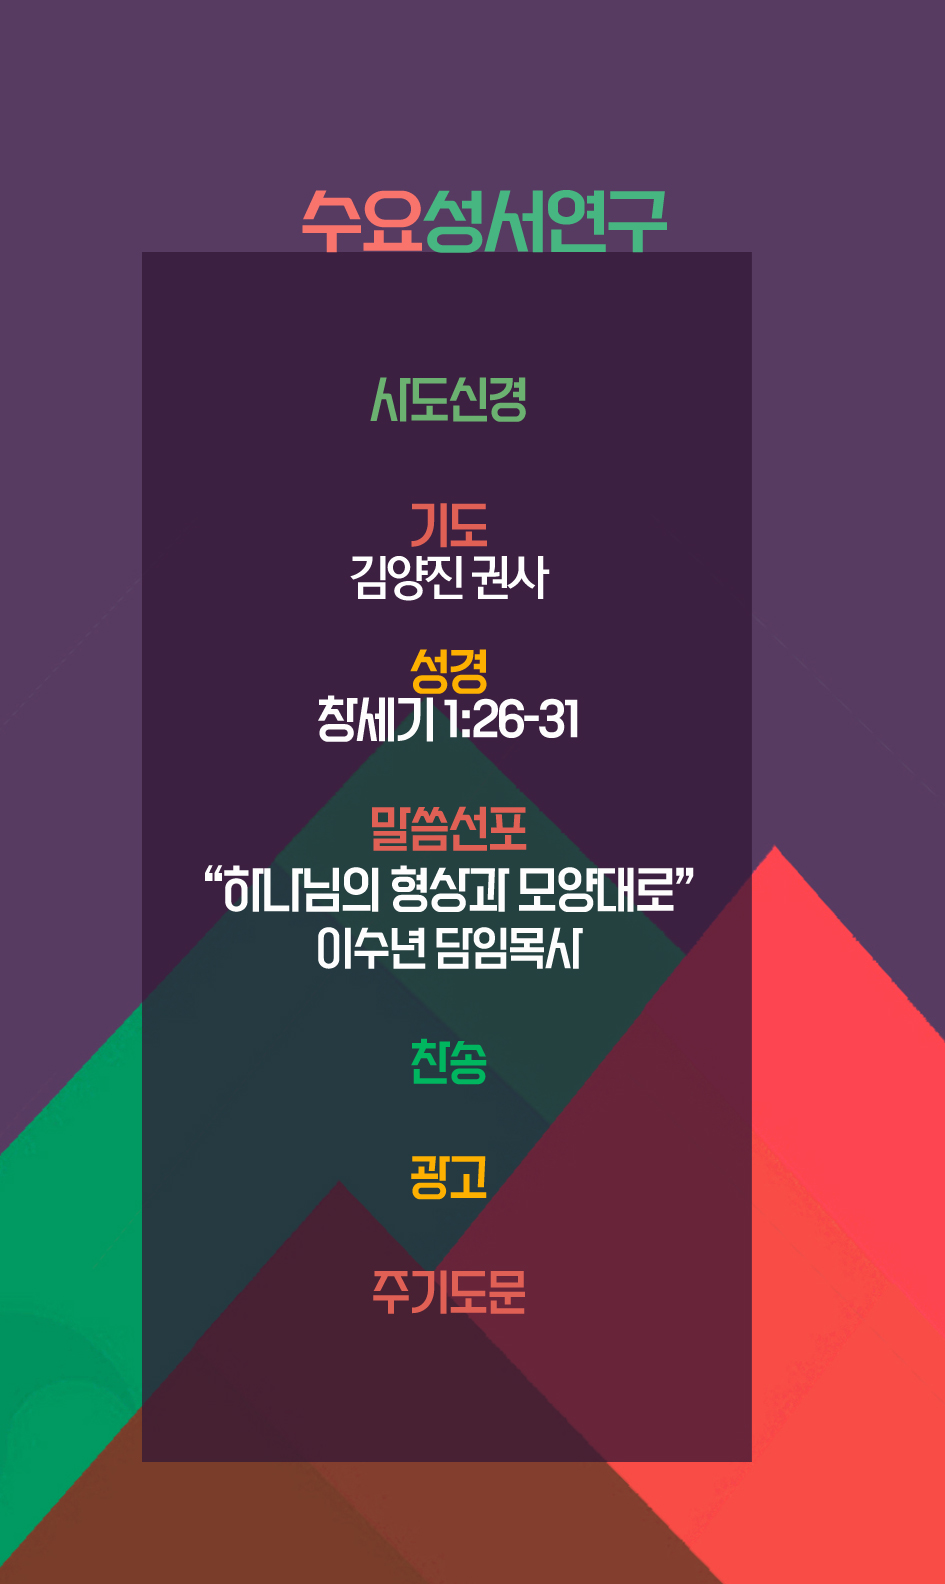 수요성서연구
사도신경
기도
김양진 권사
성경
창세기 1:26-31
말씀선포
“하나님의 형상과 모양대로”
이수년 담임목사
찬송
광고
주기도문